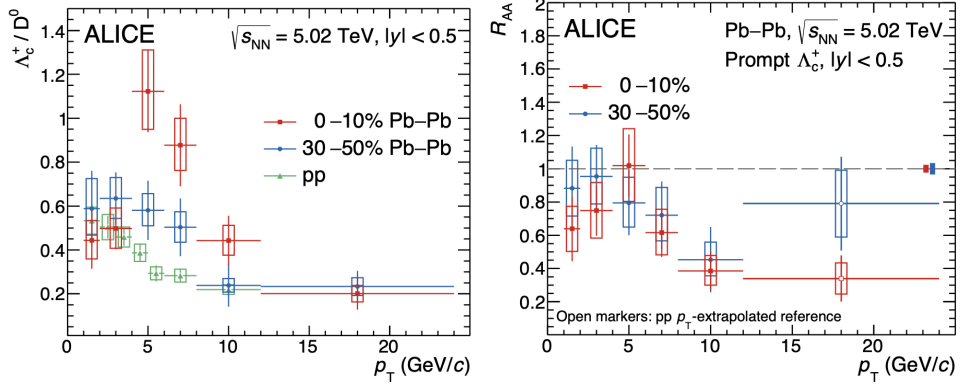 Λc+ / D0
1.4
1.2
1
0.8
0.6
0.4
0.2
ALICE
√sNN = 5.02 TeV, |y| < 0.5
0 –10% Pb–Pb
30 –50% Pb–Pb
pp
0 5 10 15 20
pT (GeV/c)
RAA
2
1.8
1.6
1.4
1.2
1
0.8
0.6
0.4
0.2
ALICE
Pb–Pb, √sNN = 5.02 TeV
Prompt Λc+, |y| < 0.5
0 –10%
30 –50%
Open markers: pp pT-extrapolated reference
0 5 10 15 20
pT (GeV/c)